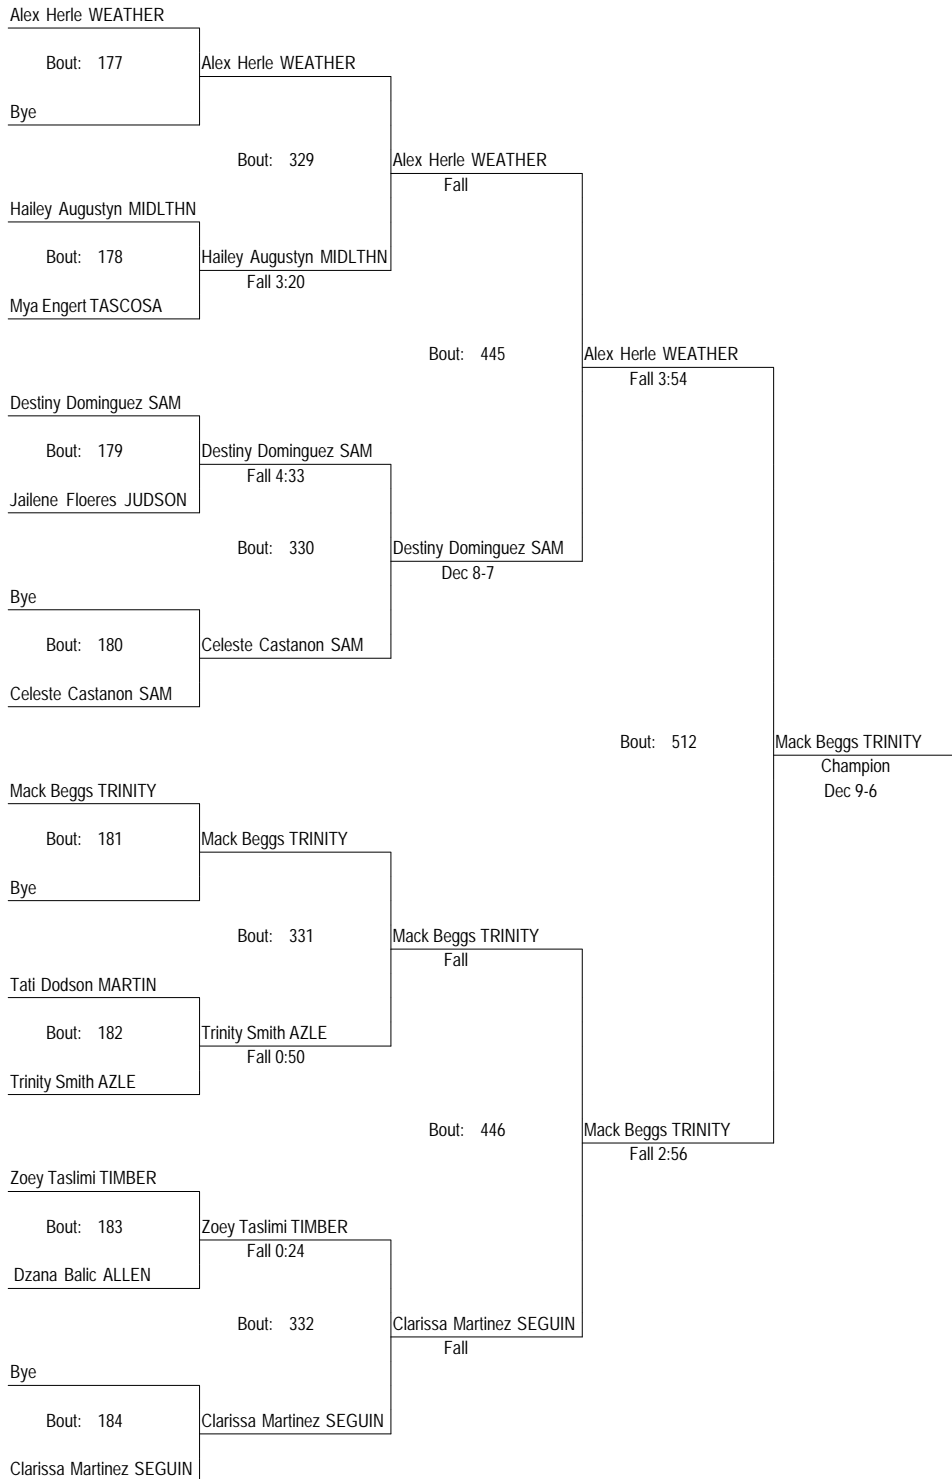 Alex Herle WEATHER
Bout: 177 Alex Herle WEATHER
Bye
Bout: 329 Alex Herle WEATHER
Fall
Hailey Augustyn MIDLTHN
Bout: 178 Hailey Augustyn MIDLTHN
Fall 3:20
Mya Engert TASCOSA
Bout: 445 Alex Herle WEATHER
Fall 3:54
Destiny Dominguez SAM
Bout: 179 Destiny Dominguez SAM
Fall 4:33
Jailene Floeres JUDSON
Bout: 330 Destiny Dominguez SAM
Dec 8-7
Bye
Bout: 180 Celeste Castanon SAM
Celeste Castanon SAM
Bout: 512 Mack Beggs TRINITY
Champion
Dec 9-6
Mack Beggs TRINITY
Bout: 181 Mack Beggs TRINITY
Bye
Bout: 331 Mack Beggs TRINITY
Fall
Tati Dodson MARTIN
Bout: 182 Trinity Smith AZLE
Fall 0:50
Trinity Smith AZLE
Bout: 446 Mack Beggs TRINITY
Fall 2:56
Zoey Taslimi TIMBER
Bout: 183 Zoey Taslimi TIMBER
Fall 0:24
Dzana Balic ALLEN
Bout: 332 Clarissa Martinez SEGUIN
Fall
Bye
Bout: 184 Clarissa Martinez SEGUIN
Clarissa Martinez SEGUIN